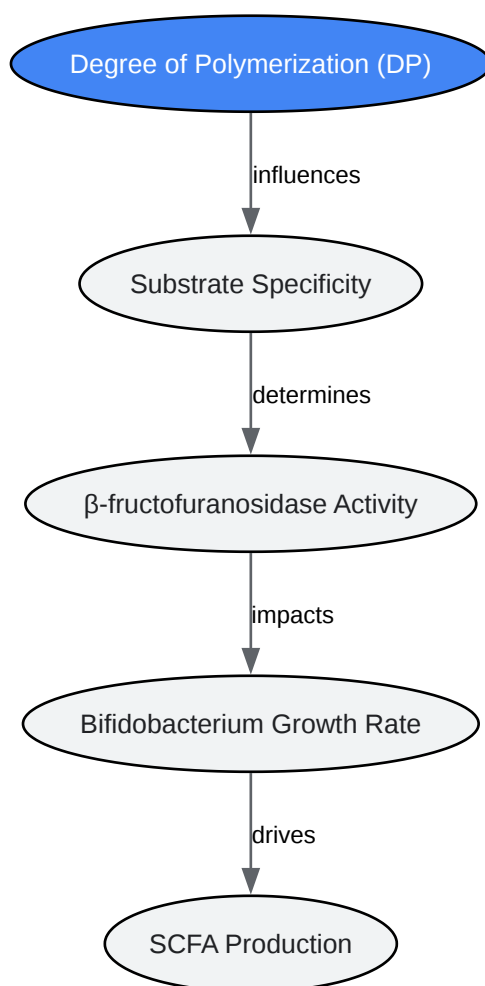 Degree of Polymerization (DP)
influences
Substrate Specificity
determines
β-fructofuranosidase Activity
impacts
Bifidobacterium Growth Rate
drives
SCFA Production